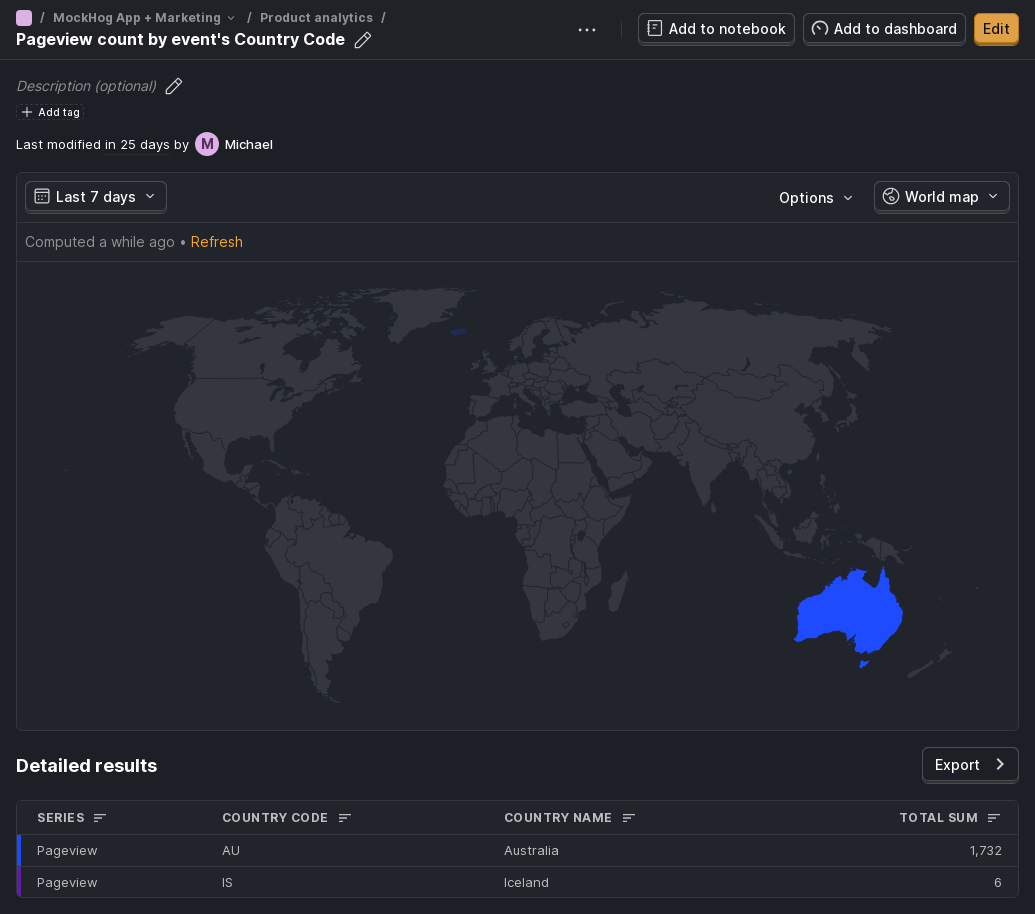 / MockHog App + Marketing / Product analytics /
Pageview count by event's Country Code
Add to notebook
Add to dashboard
Edit
Description (optional)
Add tag
Last modified in 25 days by M Michael
Last 7 days
Options
World map
Computed a while ago • Refresh
Detailed results
Export
SERIES COUNTRY CODE COUNTRY NAME TOTAL SUM
Pageview AU Australia 1,732
Pageview IS Iceland 6